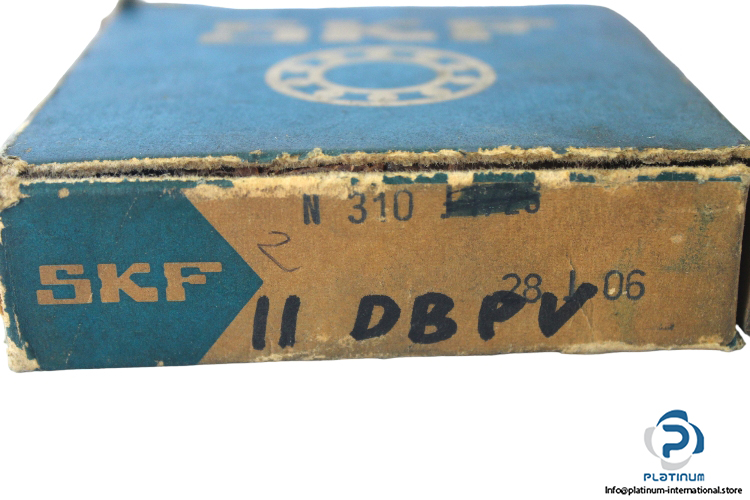 SKF
N 310
2
SKF
28 J 06
11 DBPV
PLATINUM
Info@platinum-international.store